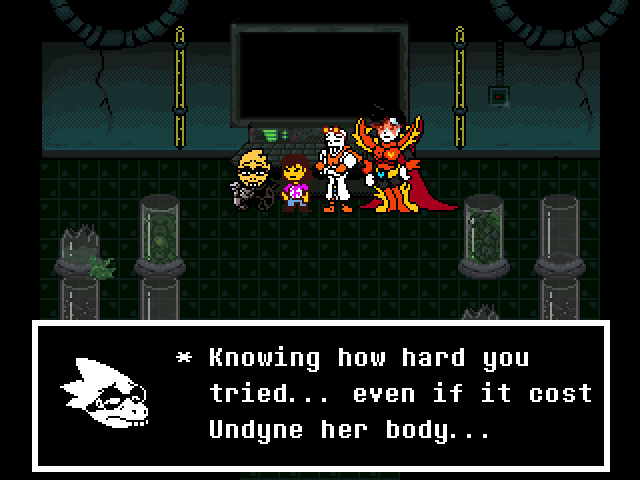 * Knowing how hard you
tried... even if it cost
Undyne her body...